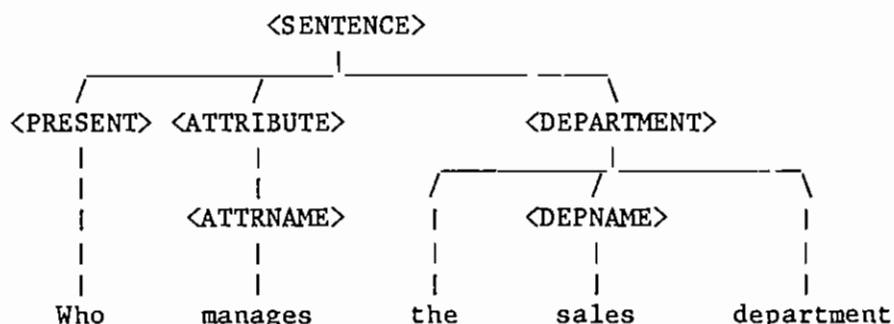 <SENTENCE>
<PRESENT> <ATTRIBUTE> <DEPARTMENT>
<ATTRNAME> <DEPNAME>
Who manages the sales department